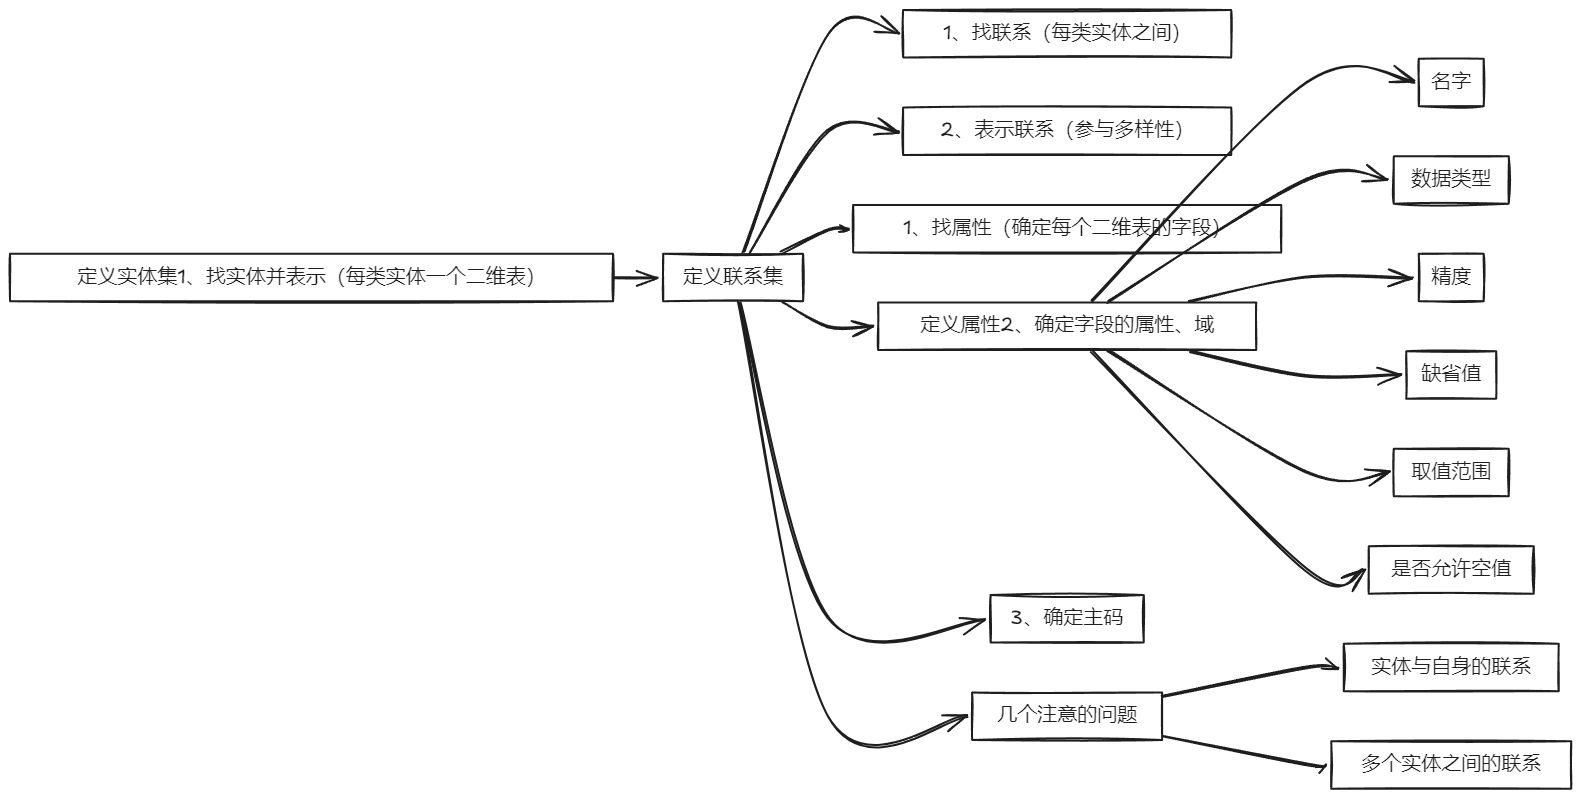 定义实体集1、找实体并表示（每类实体一个二维表）
定义联系集
1、找联系（每类实体之间）
2、表示联系（参与多样性）
1、找属性（确定每个二维表的字段）
定义属性2、确定字段的属性、域
名字
数据类型
精度
缺省值
取值范围
是否允许空值
3、确定主码
几个注意的问题
实体与自身的联系
多个实体之间的联系